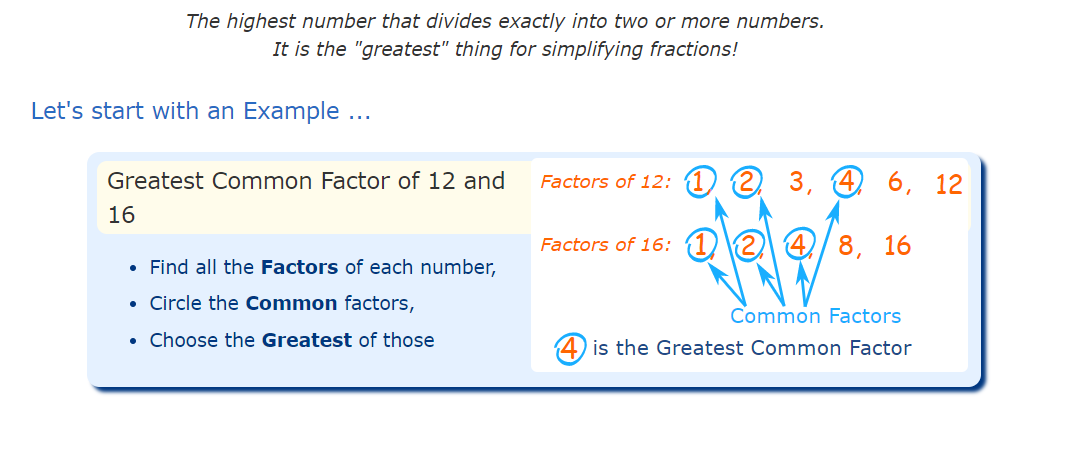 The highest number that divides exactly into two or more numbers.
It is the "greatest" thing for simplifying fractions!
Let's start with an Example ...
Greatest Common Factor of 12 and
16
• Find all the Factors of each number,
• Circle the Common factors,
• Choose the Greatest of those
Factors of 12: 1, 2, 3, 4, 6, 12
Factors of 16: 1, 2, 4, 8, 16
Common Factors
4 is the Greatest Common Factor